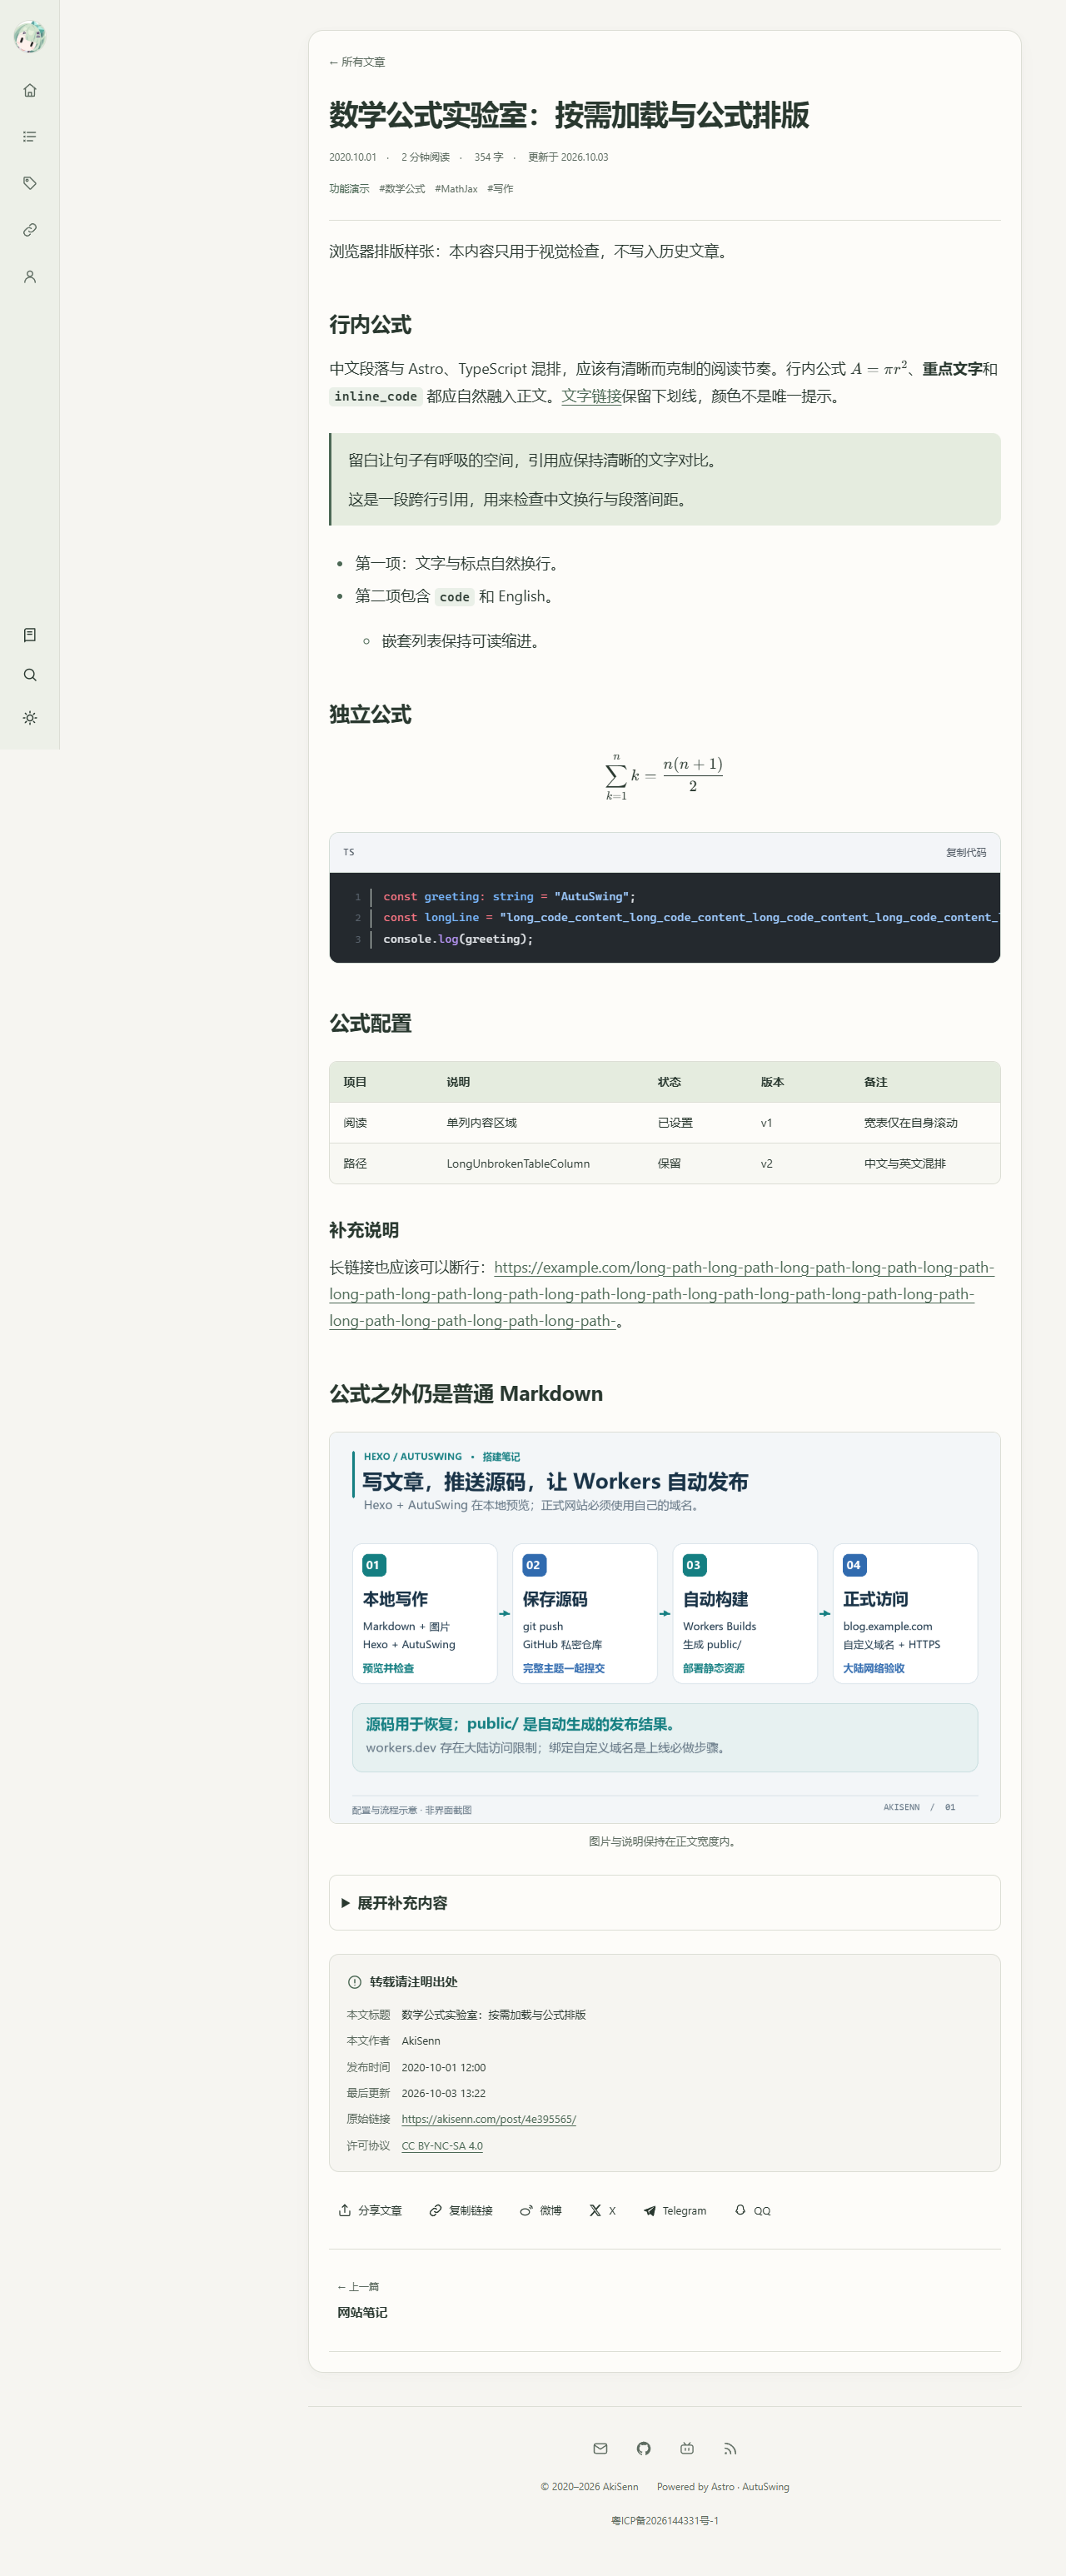 ← 所有文章
数学公式实验室：按需加载与公式排版
2020.10.01 · 2 分钟阅读 · 354 字 · 更新于 2026.10.03
功能演示 #数学公式 #MathJax #写作
浏览器排版样张：本内容只用于视觉检查，不写入历史文章。
行内公式
中文段落与 Astro、TypeScript 混排，应该有清晰而克制的阅读节奏。行内公式 A = πr²、重点文字和
inline_code 都应自然融入正文。文字链接保留下划线，颜色不是唯一提示。
留白让句子有呼吸的空间，引用应保持清晰的文字对比。
这是一段跨行引用，用来检查中文换行与段落间距。
• 第一项：文字与标点自然换行。
• 第二项包含 code 和 English。
◦ 嵌套列表保持可读缩进。
独立公式
∑_{k=1}^{n} k = n(n+1)/2
TS 复制代码
1 const greeting: string = "AutuSwing";
2 const longLine = "long_code_content_long_code_content_long_code_content_long_code_content_
3 console.log(greeting);
公式配置
项目 说明 状态 版本 备注
阅读 单列内容区域 已设置 v1 宽表仅在自身滚动
路径 LongUnbrokenTableColumn 保留 v2 中文与英文混排
补充说明
长链接也应该可以断行：https://example.com/long-path-long-path-long-path-long-path-long-path-
long-path-long-path-long-path-long-path-long-path-long-path-long-path-long-path-long-path-
long-path-long-path-long-path-long-path-。
公式之外仍是普通 Markdown
HEXO / AUTUSWING • 搭建笔记
写文章，推送源码，让 Workers 自动发布
Hexo + AutuSwing 在本地预览；正式网站必须使用自己的域名。
01 02 03 04
本地写作 保存源码 自动构建 正式访问
Markdown + 图片 git push Workers Builds blog.example.com
Hexo + AutuSwing GitHub 私密仓库 生成 public/ 自定义域名 + HTTPS
预览并检查 完整主题一起提交 部署静态资源 大陆网络验收
源码用于恢复；public/ 是自动生成的发布结果。
workers.dev 存在大陆访问限制；绑定自定义域名是上线必做步骤。
配置与流程示意 · 非界面截图 AKISENN / 01
图片与说明保持在正文宽度内。
▶ 展开补充内容
转载请注明出处
本文标题 数学公式实验室：按需加载与公式排版
本文作者 AkiSenn
发布时间 2020-10-01 12:00
最后更新 2026-10-03 13:22
原始链接 https://akisenn.com/post/4e395565/
许可协议 CC BY-NC-SA 4.0
分享文章 复制链接 微博 X Telegram QQ
← 上一篇
网站笔记
© 2020–2026 AkiSenn Powered by Astro · AutuSwing
粤ICP备2026144331号-1